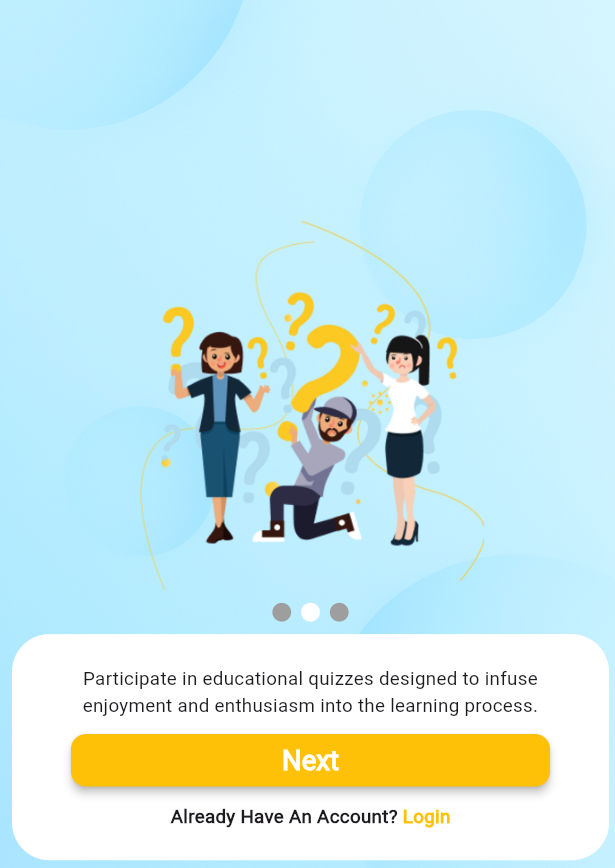 Participate in educational quizzes designed to infuse
enjoyment and enthusiasm into the learning process.
Next
Already Have An Account? Login